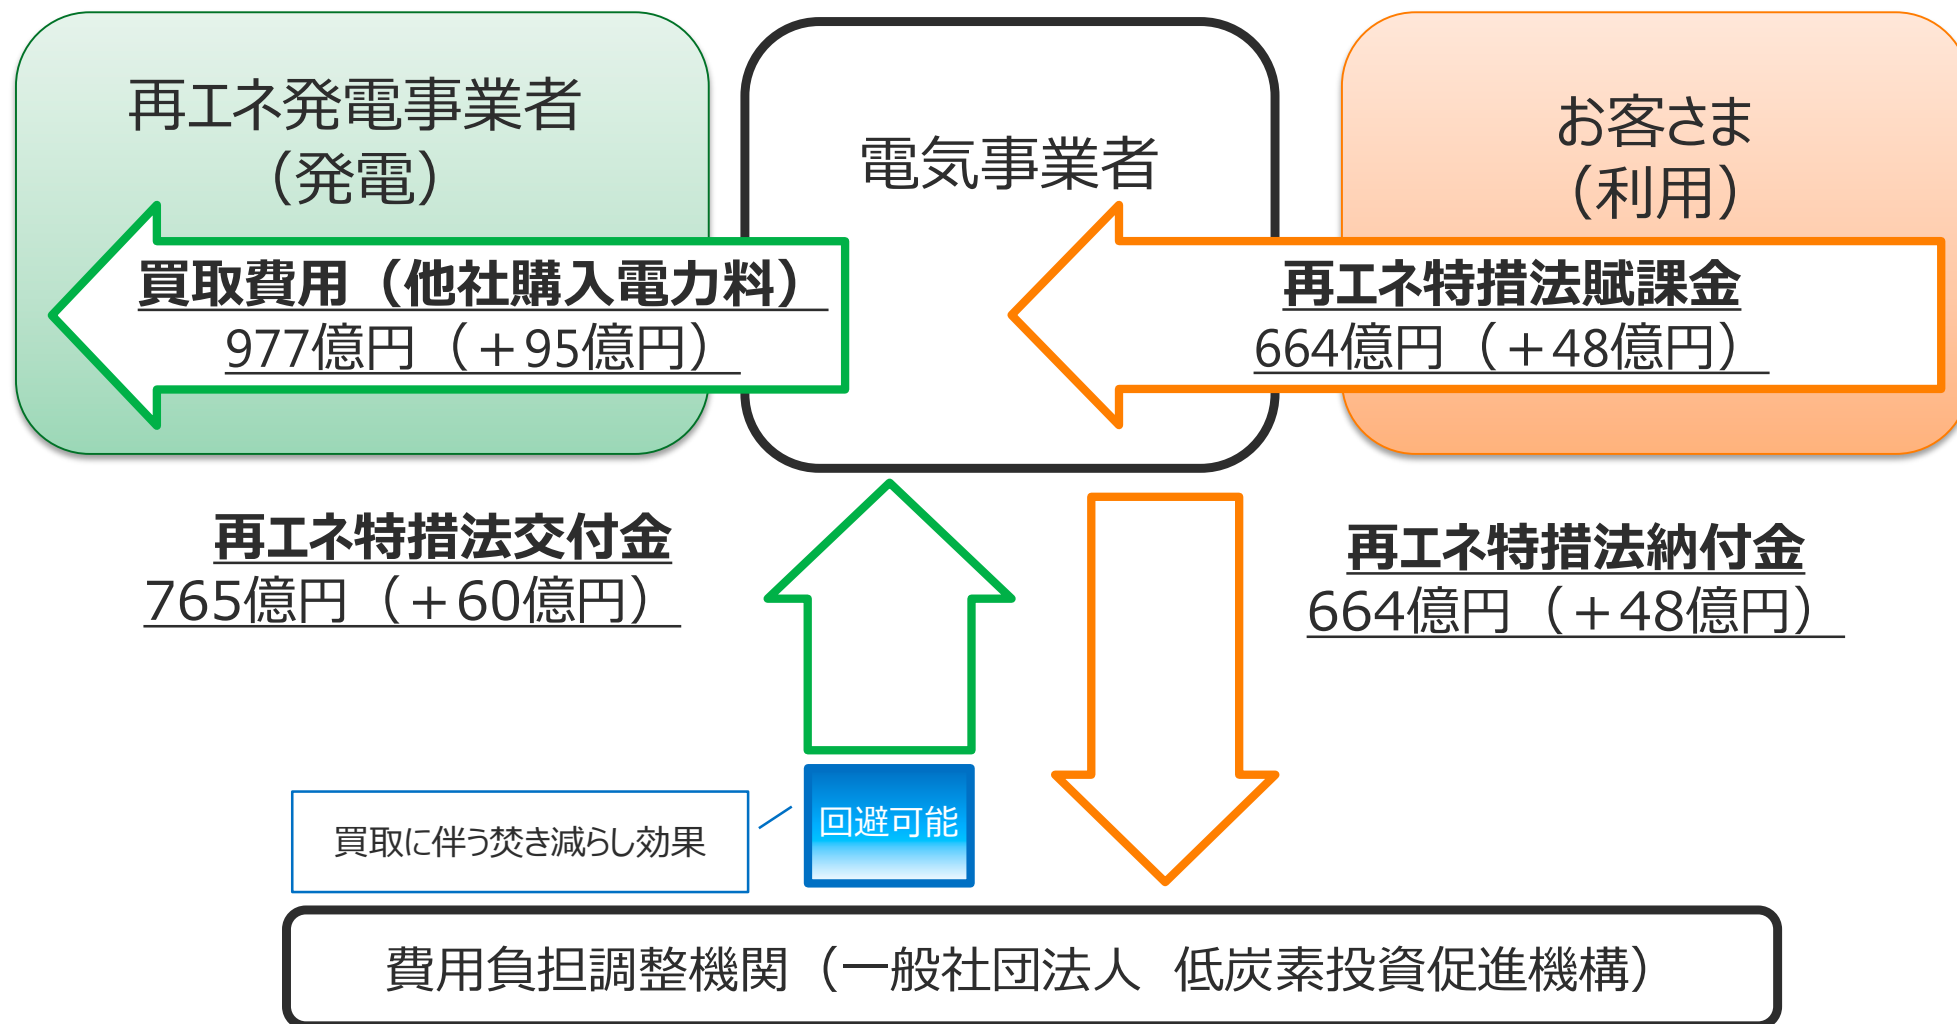 再エネ発電事業者
（発電）
電気事業者
お客さま
（利用）
買取費用（他社購入電力料）
977億円（＋95億円）
再エネ特措法賦課金
664億円（＋48億円）
再エネ特措法交付金
765億円（＋60億円）
再エネ特措法納付金
664億円（＋48億円）
回避可能
買取に伴う焚き減らし効果
費用負担調整機関（一般社団法人　低炭素投資促進機構）